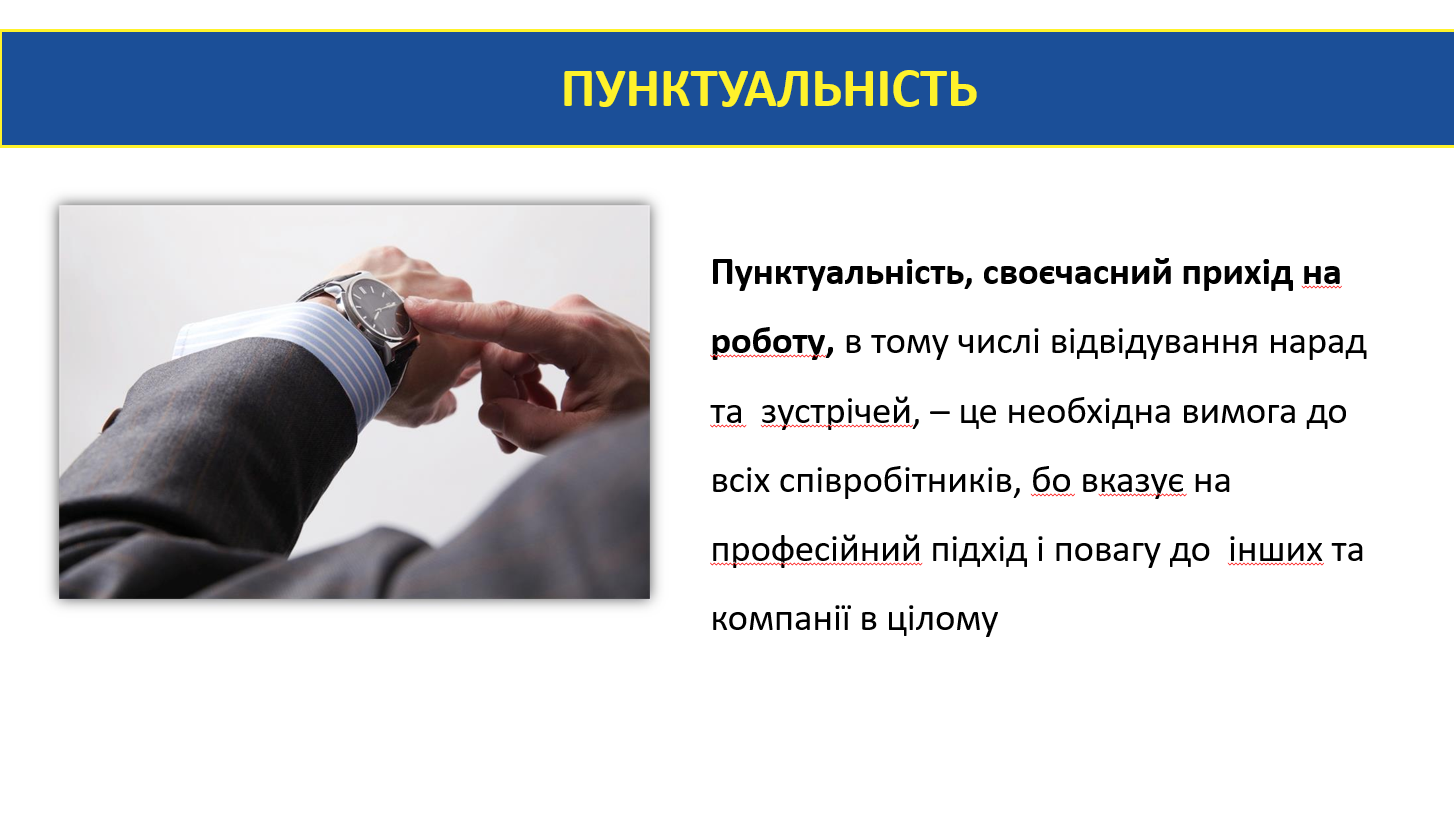 ПУНКТУАЛЬНІСТЬ
Пунктуальність, своєчасний прихід на
роботу, в тому числі відвідування нарад
та  зустрічей, – це необхідна вимога до
всіх співробітників, бо вказує на
професійний підхід і повагу до  інших та
компанії в цілому